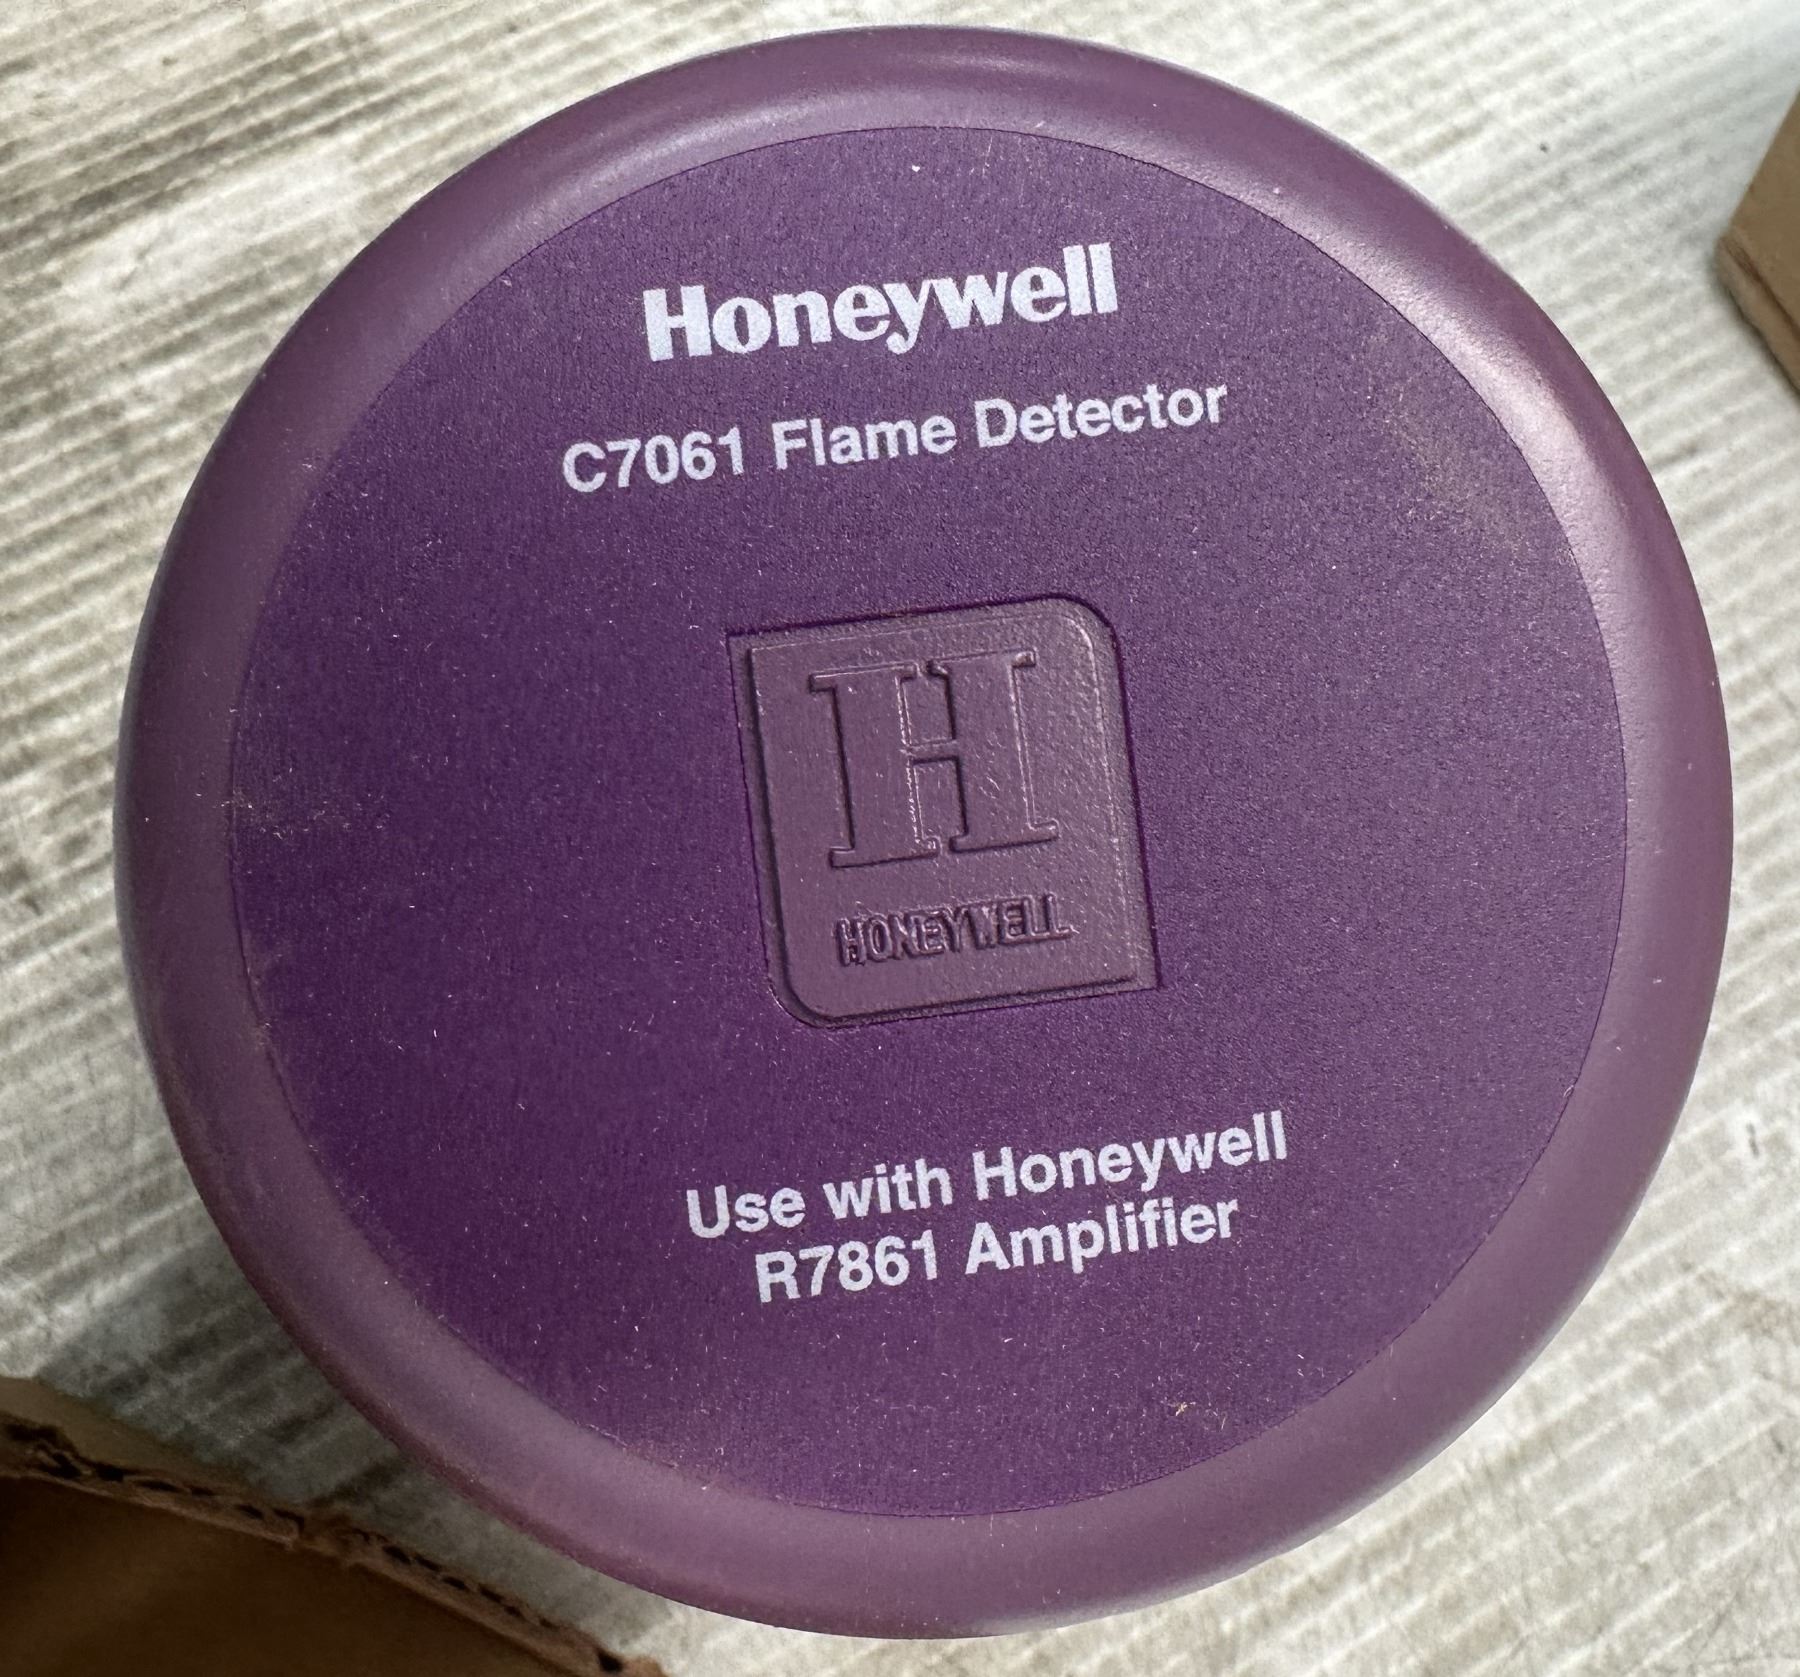 Honeywell
C7061 Flame Detector
H
HONEYWELL
Use with Honeywell
R7861 Amplifier